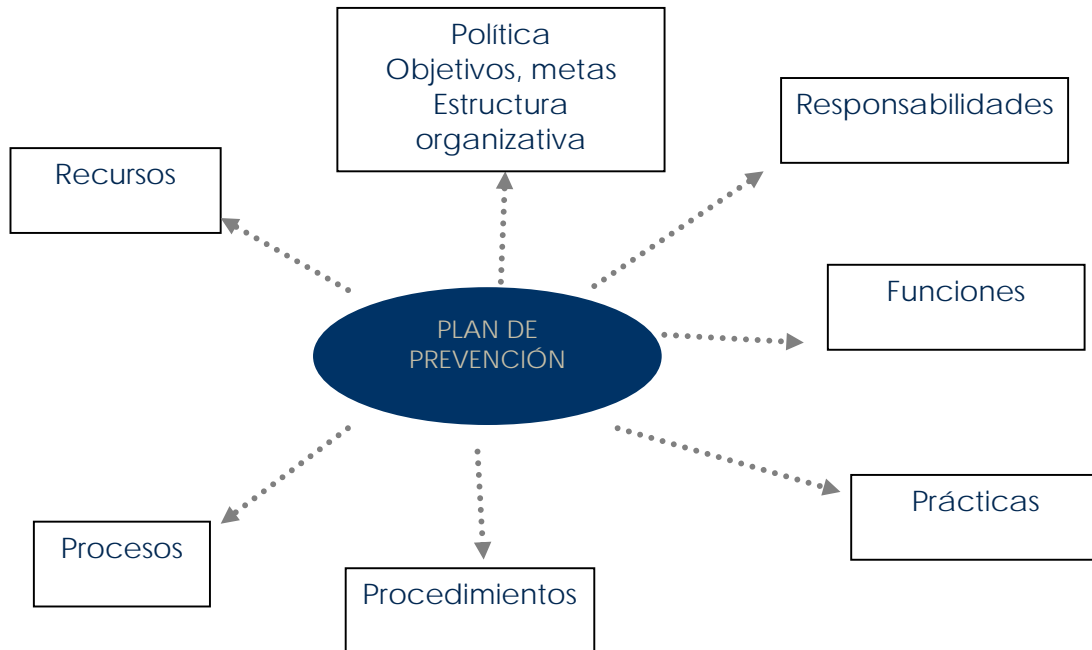 Política
Objetivos, metas
Estructura
organizativa
Responsabilidades
Recursos
Funciones
PLAN DE
PREVENCIÓN
Prácticas
Procesos
Procedimientos